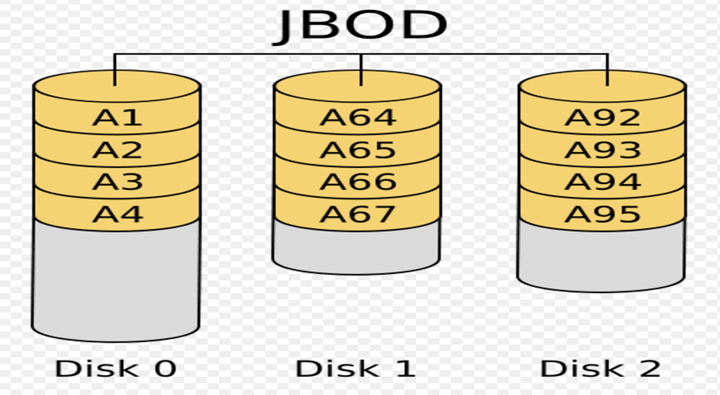 JBOD
A1 A64 A92
A2 A65 A93
A3 A66 A94
A4 A67 A95
Disk 0 Disk 1 Disk 2